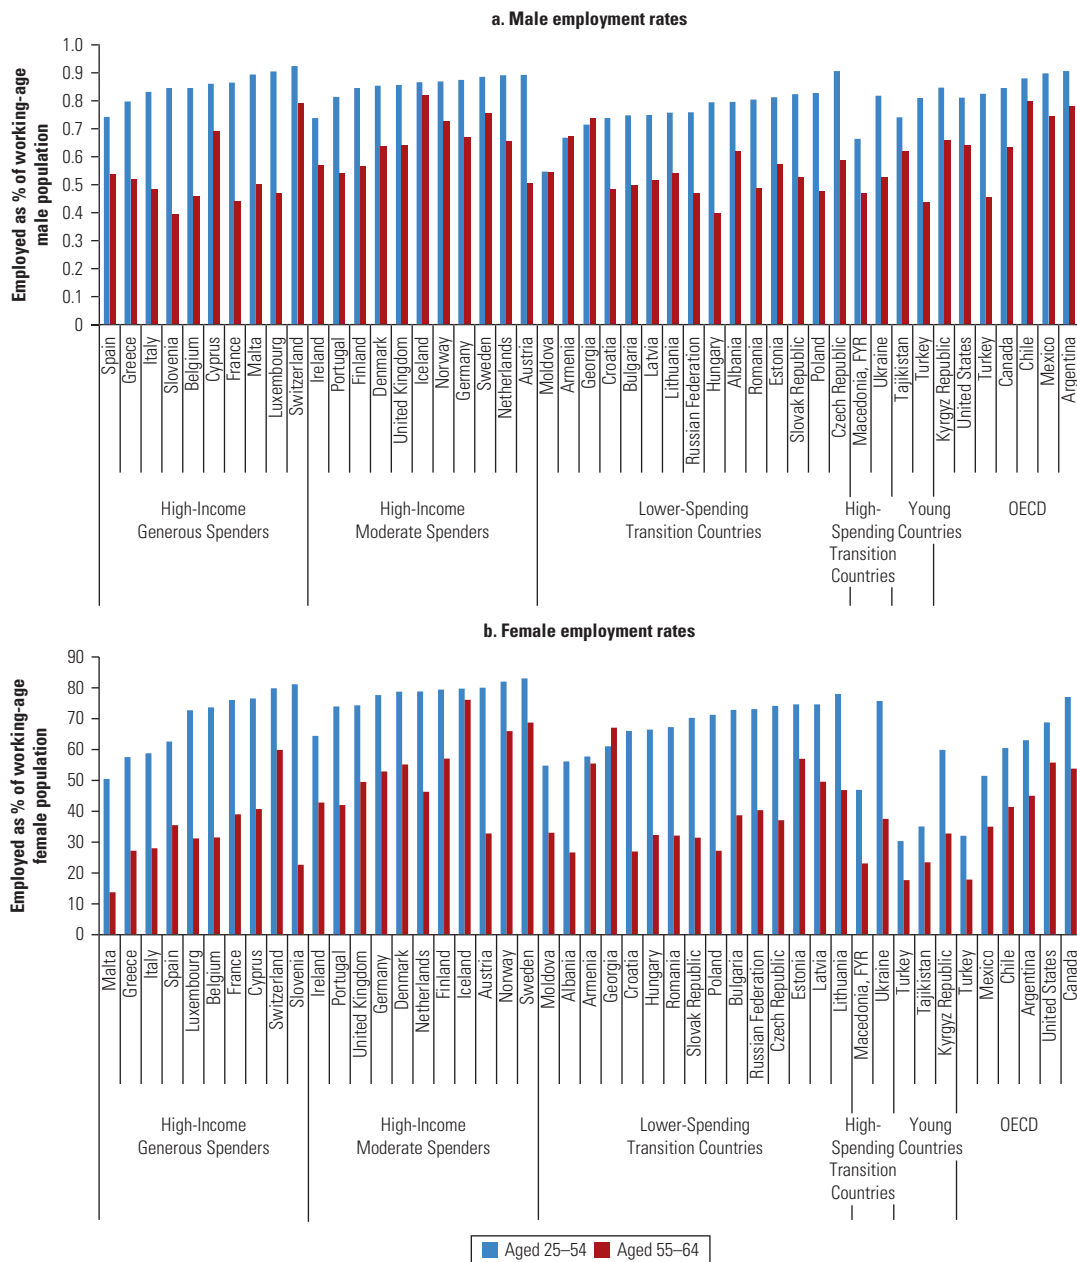 a. Male employment rates
Employed as % of working-age
male population
1.0
0.9
0.8
0.7
0.6
0.5
0.4
0.3
0.2
0.1
0
Spain
Greece
Italy
Slovenia
Belgium
Cyprus
France
Malta
Luxembourg
Switzerland
Ireland
Portugal
Finland
Denmark
United Kingdom
Iceland
Norway
Germany
Sweden
Netherlands
Austria
Moldova
Armenia
Georgia
Croatia
Bulgaria
Latvia
Lithuania
Russian Federation
Hungary
Albania
Romania
Estonia
Slovak Republic
Poland
Czech Republic
Macedonia, FYR
Ukraine
Tajikistan
Turkey
Kyrgyz Republic
United States
Turkey
Canada
Chile
Mexico
Argentina
High-Income
Generous Spenders
High-Income
Moderate Spenders
Lower-Spending
Transition Countries
High-
Spending
Transition
Countries
Young
Countries
OECD
b. Female employment rates
Employed as % of working-age
female population
90
80
70
60
50
40
30
20
10
0
Malta
Greece
Italy
Spain
Luxembourg
Belgium
France
Cyprus
Switzerland
Slovenia
Ireland
Portugal
United Kingdom
Germany
Denmark
Netherlands
Finland
Iceland
Austria
Norway
Sweden
Moldova
Albania
Armenia
Georgia
Croatia
Hungary
Romania
Slovak Republic
Poland
Bulgaria
Russian Federation
Czech Republic
Estonia
Latvia
Lithuania
Macedonia, FYR
Ukraine
Turkey
Tajikistan
Kyrgyz Republic
Turkey
Mexico
Chile
Argentina
United States
Canada
High-Income
Generous Spenders
High-Income
Moderate Spenders
Lower-Spending
Transition Countries
High-
Spending
Transition
Countries
Young
Countries
OECD
Aged 25–54
Aged 55–64